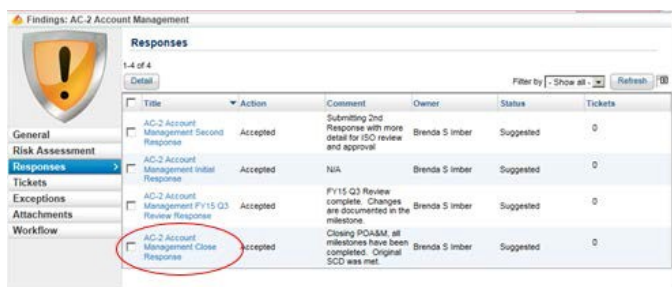 Findings: AC-2 Account Management
Responses
1-4 of 4
Detail
Filter by - Show all - Refresh
Title Action Comment Owner Status Tickets
AC-2 Account Management Second Response Accepted Submitting 2nd Response with more detail for ISO review and approval Brenda S Imber Suggested 0
AC-2 Account Management Initial Response Accepted N/A Brenda S Imber Suggested 0
AC-2 Account Management FY15 Q3 Review Response Accepted FY15 Q3 Review complete. Changes are documented in the milestone. Brenda S Imber Suggested 0
AC-2 Account Management Close Response Accepted Closing POA&M, all milestones have been completed. Original SCD was met. Brenda S Imber Suggested 0
General
Risk Assessment
Responses
Tickets
Exceptions
Attachments
Workflow